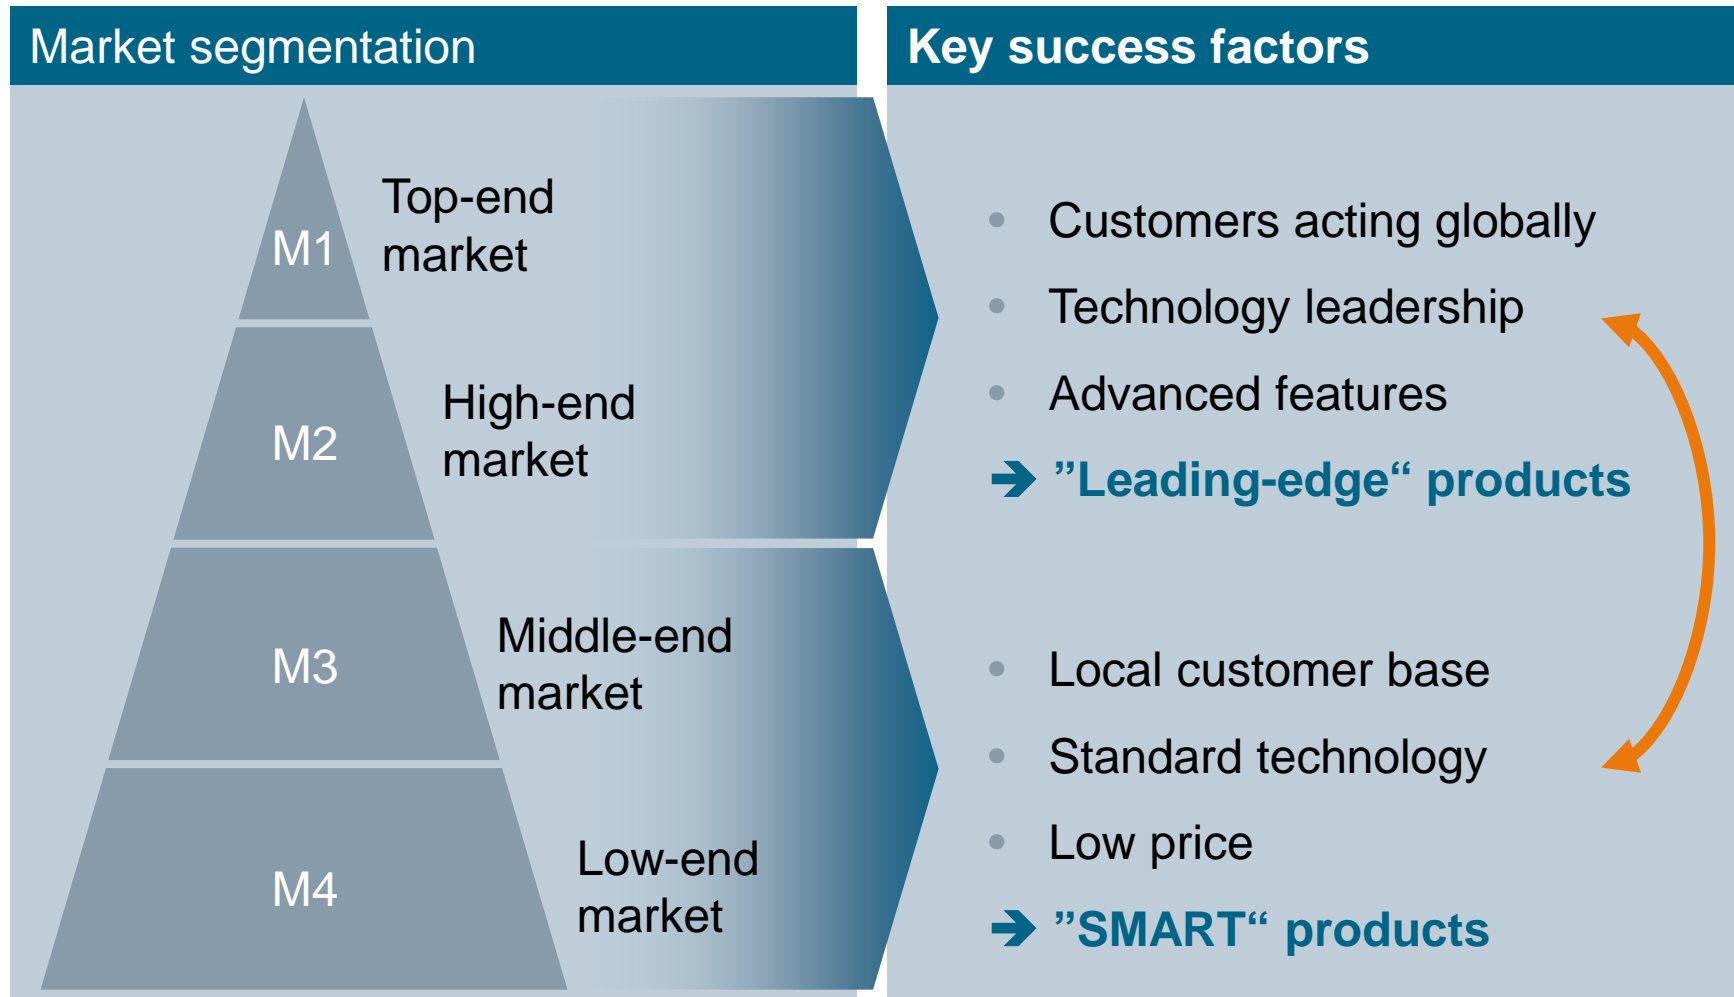 Market segmentation
M1
Top-end
market
M2
High-end
market
M3
Middle-end
market
M4
Low-end
market
Key success factors
• Customers acting globally
• Technology leadership
• Advanced features
➔ ”Leading-edge“ products
• Local customer base
• Standard technology
• Low price
➔ ”SMART“ products